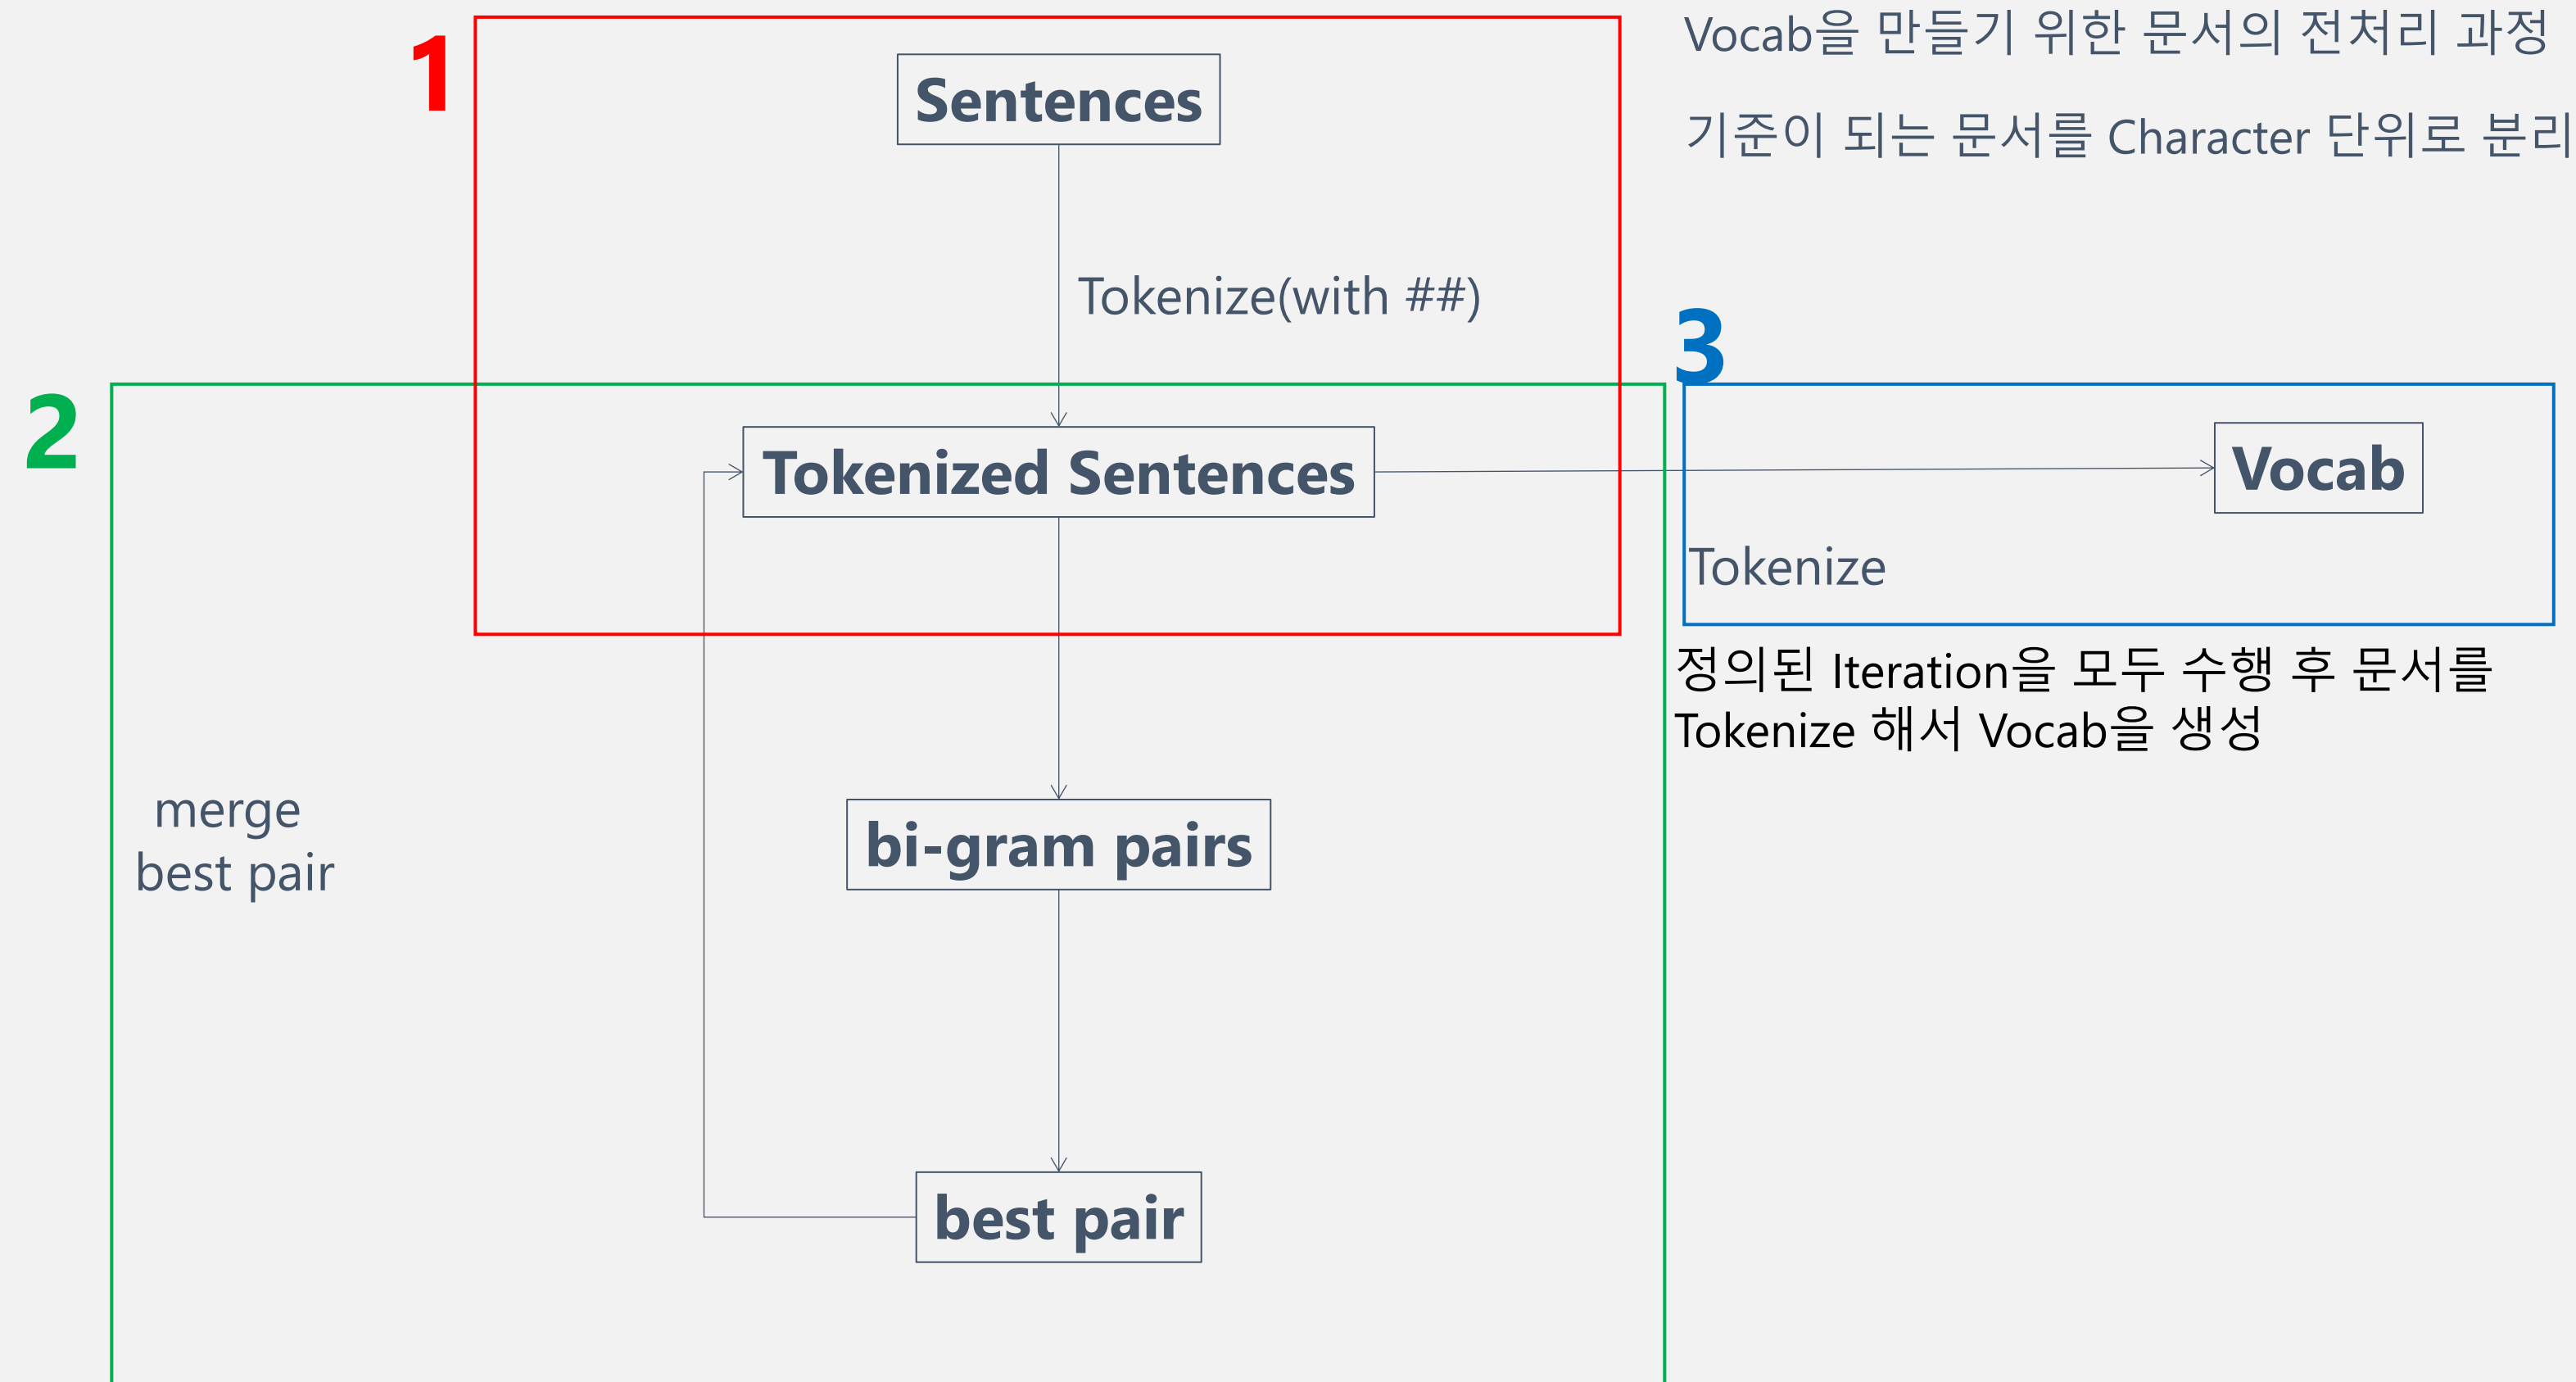 1
Sentences
Vocab을 만들기 위한 문서의 전처리 과정
기준이 되는 문서를 Character 단위로 분리
Tokenize(with ##)
2
Tokenized Sentences
3
Vocab
Tokenize
정의된 Iteration을 모두 수행 후 문서를
Tokenize 해서 Vocab을 생성
merge
best pair
bi-gram pairs
best pair